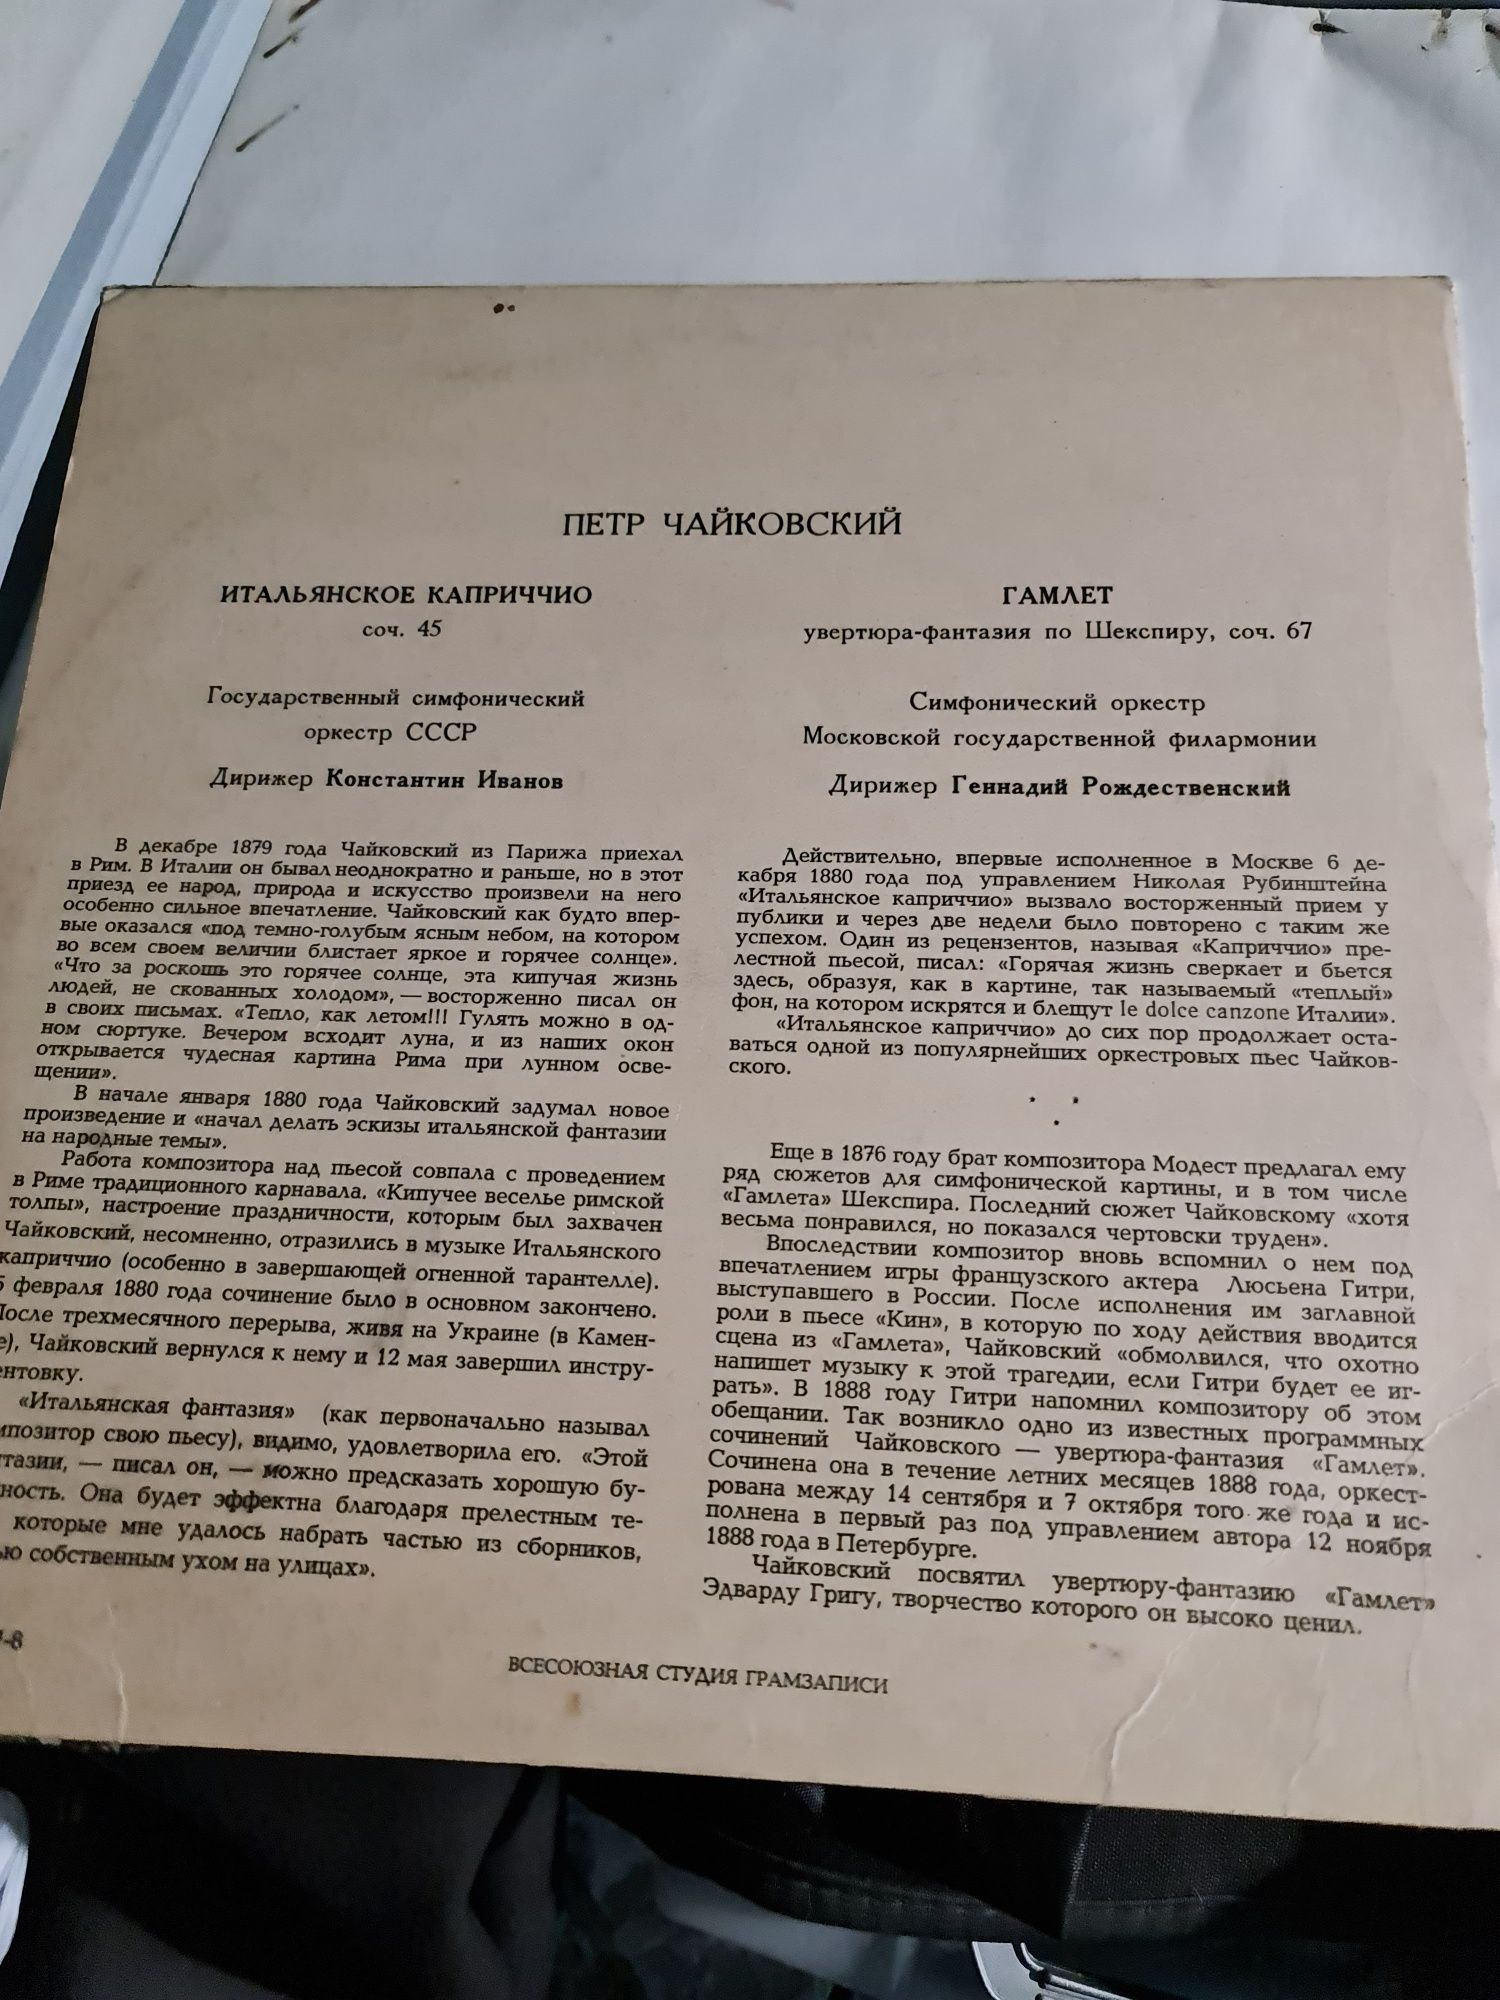 ПЕТР ЧАЙКОВСКИЙ
ИТАЛЬЯНСКОЕ КАПРИЧЧИО
соч. 45
Государственный симфонический
оркестр СССР
Дирижер Константин Иванов
В декабре 1879 года Чайковский из Парижа приехал
в Рим. В Италии он бывал неоднократно и раньше, но в этот
приезд ее народ, природа и искусство произвели на него
особенно сильное впечатление. Чайковский как будто впер-
вые оказался «под темно-голубым ясным небом, на котором
во всем своем величии блистает яркое и горячее солнце».
«Что за роскошь это горячее солнце, эта кипучая жизнь
людей, не скованных холодом», — восторженно писал он
в своих письмах. «Тепло, как летом!!! Гулять можно в од-
ном сюртуке. Вечером всходит луна, и из наших окон
открывается чудесная картина Рима при лунном осве-
щении».
В начале января 1880 года Чайковский задумал новое
произведение и «начал делать эскизы итальянской фантазии
на народные темы».
Работа композитора над пьесой совпала с проведением
в Риме традиционного карнавала. «Кипучее веселье римской
толпы», настроение праздничности, которым был захвачен
Чайковский, несомненно, отразились в музыке Итальянского
каприччио (особенно в завершающей огненной тарантелле).
5 февраля 1880 года сочинение было в основном закончено.
После трехмесячного перерыва, живя на Украине (в Камен-
е), Чайковский вернулся к нему и 12 мая завершил инстру-
ентовку.
«Итальянская фантазия» (как первоначально называл
мпозитор свою пьесу), видимо, удовлетворила его. «Этой
тазии, — писал он, — можно предсказать хорошую бу-
ность. Она будет эффектна благодаря прелестным те-
которые мне удалось набрать частью из сборников,
ью собственным ухом на улицах».
-8
ГАМЛЕТ
увертюра-фантазия по Шекспиру, соч. 67
Симфонический оркестр
Московской государственной филармонии
Дирижер Геннадий Рождественский
Действительно, впервые исполненное в Москве 6 де-
кабря 1880 года под управлением Николая Рубинштейна
«Итальянское каприччио» вызвало восторженный прием у
публики и через две недели было повторено с таким же
успехом. Один из рецензентов, называя «Каприччио» пре-
лестной пьесой, писал: «Горячая жизнь сверкает и бьется
здесь, образуя, как в картине, так называемый «теплый»
фон, на котором искрятся и блещут le dolce canzone Италии».
«Итальянское каприччио» до сих пор продолжает оста-
ваться одной из популярнейших оркестровых пьес Чайков-
ского.
Еще в 1876 году брат композитора Модест предлагал ему
ряд сюжетов для симфонической картины, и в том числе
«Гамлета» Шекспира. Последний сюжет Чайковскому «хотя
весьма понравился, но показался чертовски труден».
Впоследствии композитор вновь вспомнил о нем под
впечатлением игры французского актера Люсьена Гитри,
выступавшего в России. После исполнения им заглавной
роли в пьесе «Кин», в которую по ходу действия вводится
сцена из «Гамлета», Чайковский «обмолвился, что охотно
напишет музыку к этой трагедии, если Гитри будет ее иг-
рать». В 1888 году Гитри напомнил композитору об этом
обещании. Так возникло одно из известных программных
сочинений Чайковского — увертюра-фантазия «Гамлет».
Сочинена она в течение летних месяцев 1888 года, оркест-
рована между 14 сентября и 7 октября того же года и ис-
полнена в первый раз под управлением автора 12 ноября
1888 года в Петербурге.
Чайковский посвятил увертюру-фантазию «Гамлет»
Эдварду Григу, творчество которого он высоко ценил.
ВСЕСОЮЗНАЯ СТУДИЯ ГРАМЗАПИСИ